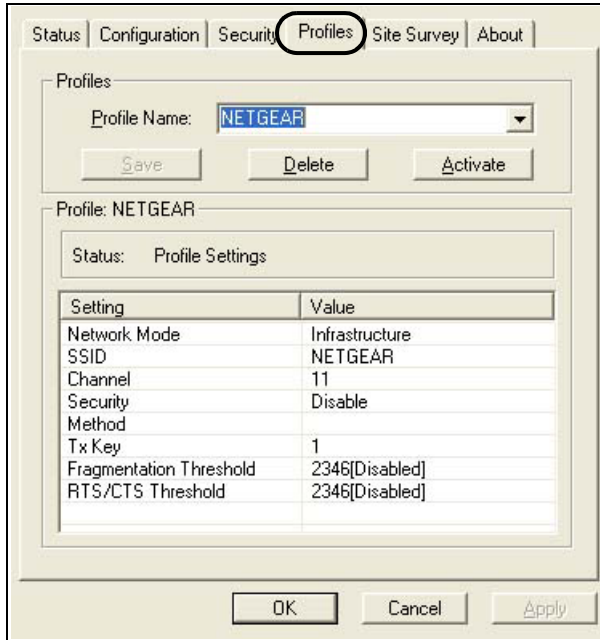 Status Configuration Security Profiles Site Survey About
Profiles
Profile Name: NETGEAR
Save Delete Activate
Profile: NETGEAR
Status: Profile Settings
Setting Value
Network Mode Infrastructure
SSID NETGEAR
Channel 11
Security Disable
Method
Tx Key 1
Fragmentation Threshold 2346[Disabled]
RTS/CTS Threshold 2346[Disabled]
OK Cancel Apply